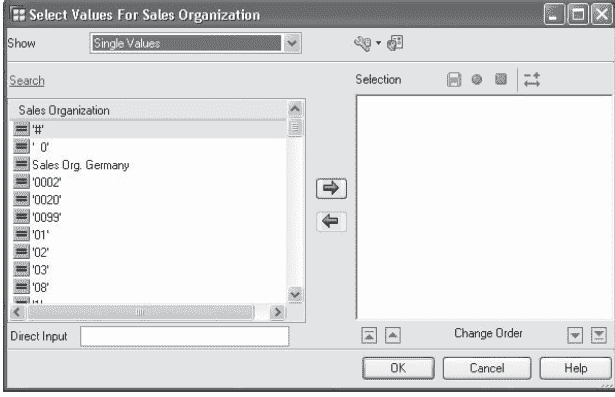 Select Values For Sales Organization
Show
Single Values
Search
Selection
Sales Organization
'#'
' 0'
Sales Org. Germany
'0002'
'0020'
'0099'
'01'
'02'
'03'
'08'
Direct Input
Change Order
OK
Cancel
Help